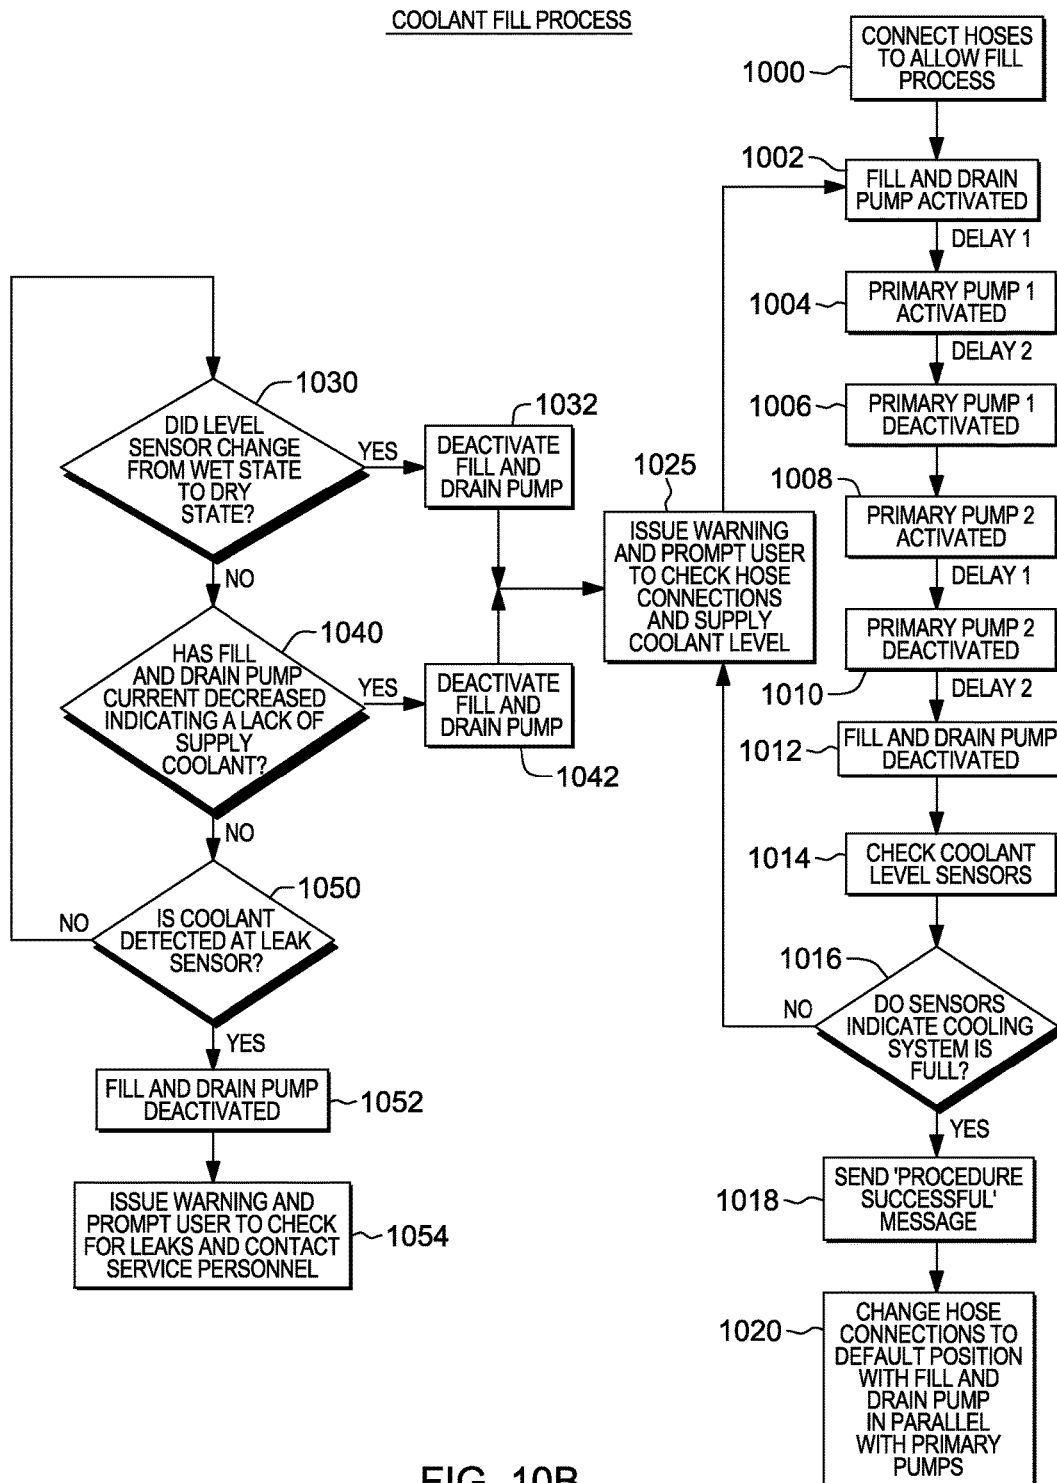 COOLANT FILL PROCESS
1000
CONNECT HOSES
TO ALLOW FILL
PROCESS
1002
FILL AND DRAIN
PUMP ACTIVATED
DELAY 1
1004
PRIMARY PUMP 1
ACTIVATED
DELAY 2
1006
PRIMARY PUMP 1
DEACTIVATED
1008
PRIMARY PUMP 2
ACTIVATED
DELAY 1
PRIMARY PUMP 2
DEACTIVATED
1010
DELAY 2
1012
FILL AND DRAIN PUMP
DEACTIVATED
1014
CHECK COOLANT
LEVEL SENSORS
1016
DO SENSORS
INDICATE COOLING
SYSTEM IS
FULL?
NO
YES
1018
SEND 'PROCEDURE
SUCCESSFUL'
MESSAGE
1020
CHANGE HOSE
CONNECTIONS TO
DEFAULT POSITION
WITH FILL AND
DRAIN PUMP
IN PARALLEL
WITH PRIMARY
PUMPS
1025
ISSUE WARNING
AND PROMPT USER
TO CHECK HOSE
CONNECTIONS
AND SUPPLY
COOLANT LEVEL
1030
DID LEVEL
SENSOR CHANGE
FROM WET STATE
TO DRY
STATE?
YES
1032
DEACTIVATE
FILL AND
DRAIN PUMP
NO
1040
HAS FILL
AND DRAIN PUMP
CURRENT DECREASED
INDICATING A LACK OF
SUPPLY
COOLANT?
YES
DEACTIVATE
FILL AND
DRAIN PUMP
1042
NO
1050
IS COOLANT
DETECTED AT LEAK
SENSOR?
NO
YES
FILL AND DRAIN PUMP
DEACTIVATED
1052
ISSUE WARNING AND
PROMPT USER TO CHECK
FOR LEAKS AND CONTACT
SERVICE PERSONNEL
1054
FIG. 10B